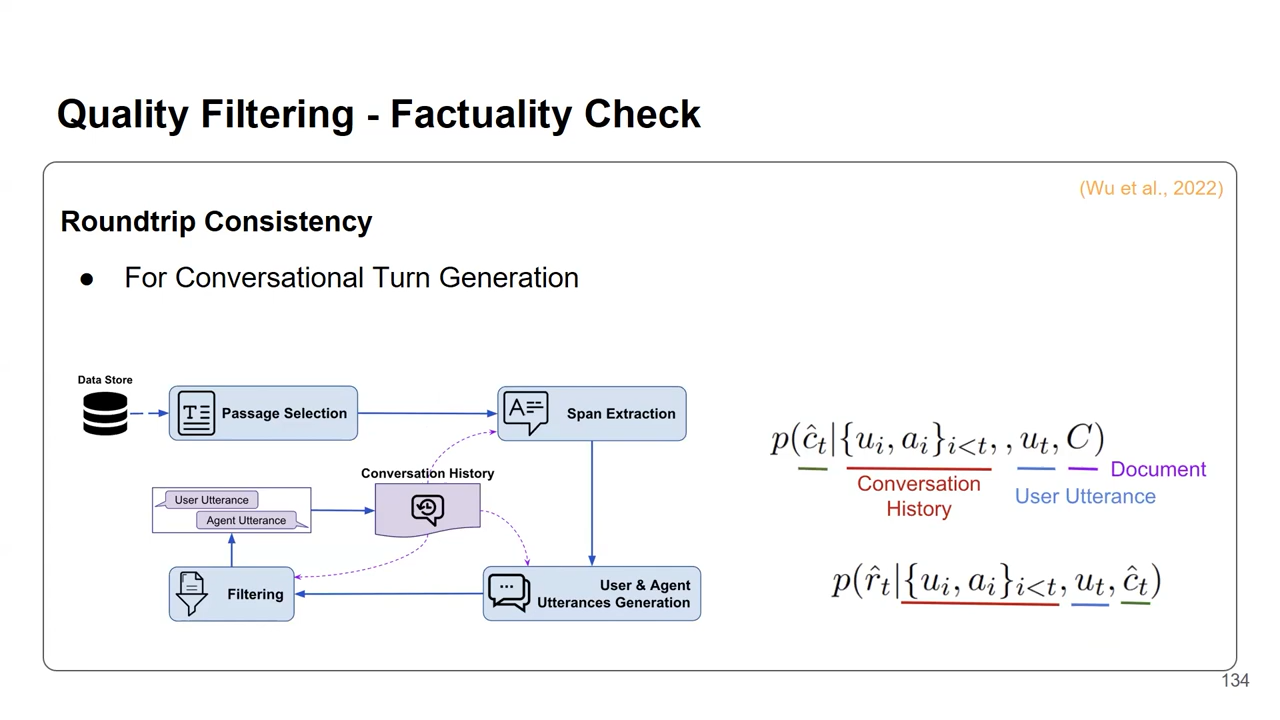 Quality Filtering - Factuality Check
(Wu et al., 2022)
Roundtrip Consistency
● For Conversational Turn Generation
Data Store
Passage Selection
Span Extraction
Conversation History
User Utterance
Agent Utterance
Filtering
User & Agent
Utterances Generation
p(ĉ_t|{u_i, a_i}_{i<t}, , u_t, C)
Document
Conversation
History
User Utterance
p(r̂_t|{u_i, a_i}_{i<t}, u_t, ĉ_t)
134